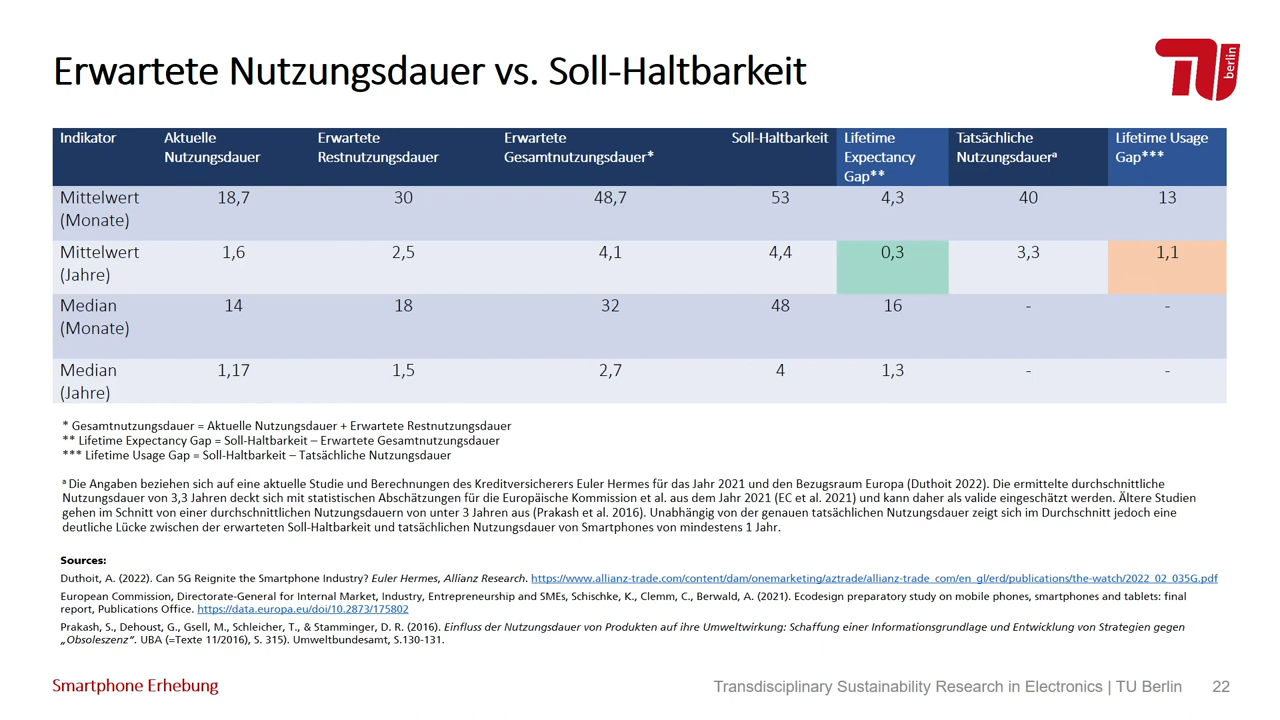 Erwartete Nutzungsdauer vs. Soll-Haltbarkeit
berlin
Indikator Aktuelle Nutzungsdauer Erwartete Restnutzungsdauer Erwartete Gesamtnutzungsdauer* Soll-Haltbarkeit Lifetime Expectancy Gap** Tatsächliche Nutzungsdauerᵃ Lifetime Usage Gap***
Mittelwert (Monate) 18,7 30 48,7 53 4,3 40 13
Mittelwert (Jahre) 1,6 2,5 4,1 4,4 0,3 3,3 1,1
Median (Monate) 14 18 32 48 16 - -
Median (Jahre) 1,17 1,5 2,7 4 1,3 - -
* Gesamtnutzungsdauer = Aktuelle Nutzungsdauer + Erwartete Restnutzungsdauer
** Lifetime Expectancy Gap = Soll-Haltbarkeit – Erwartete Gesamtnutzungsdauer
*** Lifetime Usage Gap = Soll-Haltbarkeit – Tatsächliche Nutzungsdauer
ᵃ Die Angaben beziehen sich auf eine aktuelle Studie und Berechnungen des Kreditversicherers Euler Hermes für das Jahr 2021 und den Bezugsraum Europa (Duthoit 2022). Die ermittelte durchschnittliche
Nutzungsdauer von 3,3 Jahren deckt sich mit statistischen Abschätzungen für die Europäische Kommission et al. aus dem Jahr 2021 (EC et al. 2021) und kann daher als valide eingeschätzt werden. Ältere Studien
gehen im Schnitt von einer durchschnittlichen Nutzungsdauern von unter 3 Jahren aus (Prakash et al. 2016). Unabhängig von der genauen tatsächlichen Nutzungsdauer zeigt sich im Durchschnitt jedoch eine
deutliche Lücke zwischen der erwarteten Soll-Haltbarkeit und tatsächlichen Nutzungsdauer von Smartphones von mindestens 1 Jahr.
Sources:
Duthoit, A. (2022). Can 5G Reignite the Smartphone Industry? Euler Hermes, Allianz Research. https://www.allianz-trade.com/content/dam/onemarketing/aztrade/allianz-trade_com/en_gl/erd/publications/the-watch/2022_02_035G.pdf
European Commission, Directorate-General for Internal Market, Industry, Entrepreneurship and SMEs, Schischke, K., Clemm, C., Berwald, A. (2021). Ecodesign preparatory study on mobile phones, smartphones and tablets: final
report, Publications Office. https://data.europa.eu/doi/10.2873/175802
Prakash, S., Dehoust, G., Gsell, M., Schleicher, T., & Stamminger, D. R. (2016). Einfluss der Nutzungsdauer von Produkten auf ihre Umweltwirkung: Schaffung einer Informationsgrundlage und Entwicklung von Strategien gegen
„Obsoleszenz“. UBA (=Texte 11/2016), S. 315). Umweltbundesamt, S.130-131.
Smartphone Erhebung
Transdisciplinary Sustainability Research in Electronics | TU Berlin 22